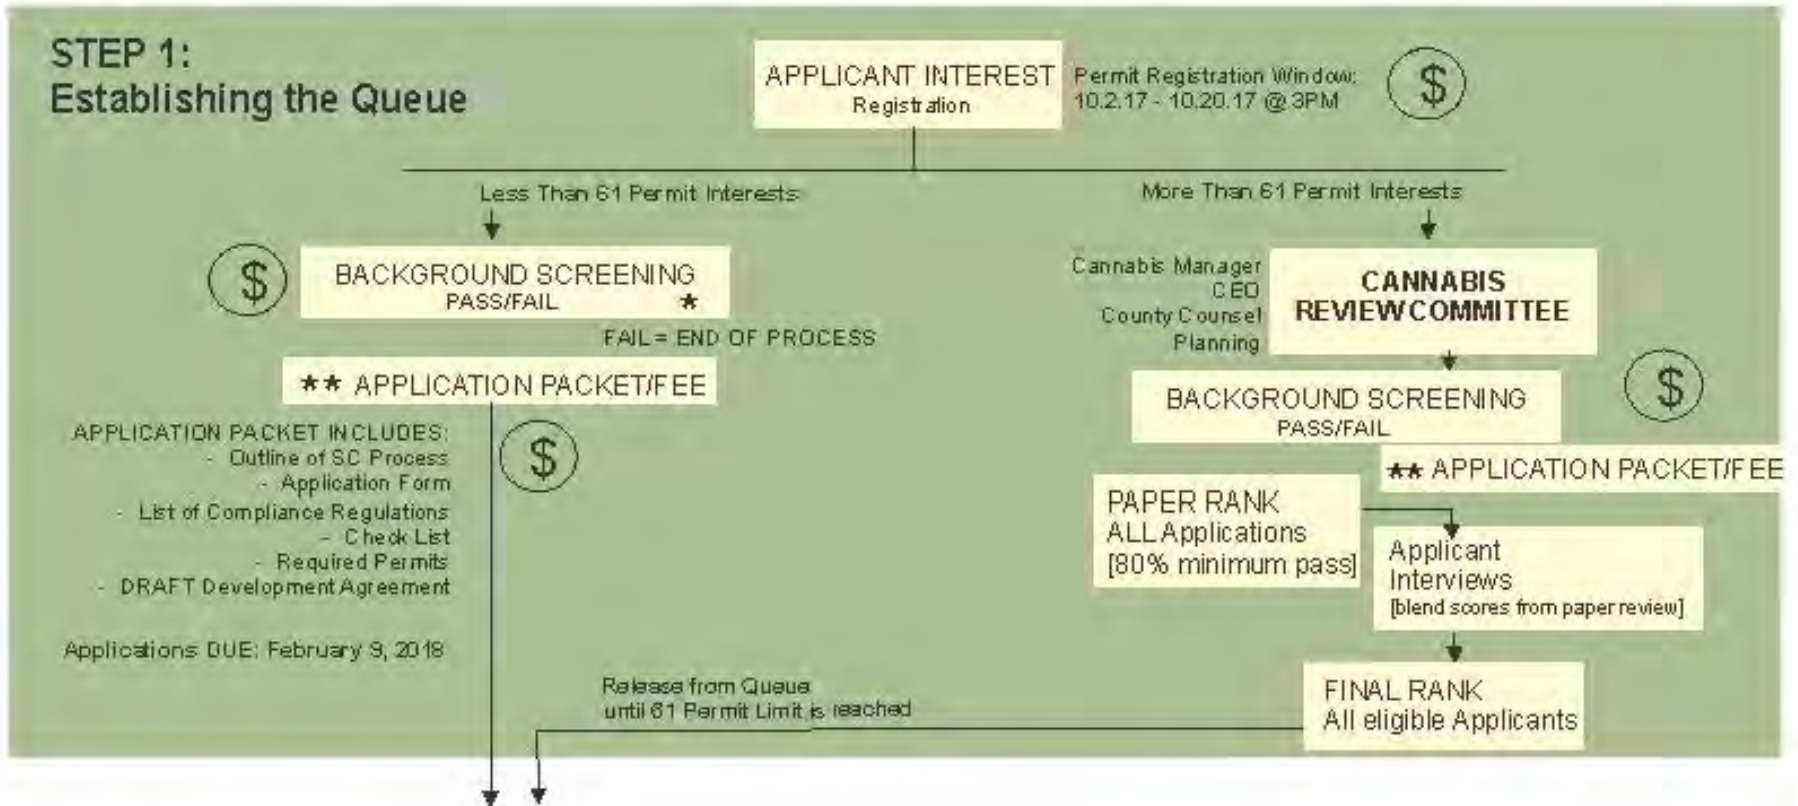 STEP 1:
Establishing the Queue
APPLICANT INTEREST
Registration
Permit Registration Window:
10.2.17 - 10.20.17 @ 3PM
$
Less Than 61 Permit Interests
More Than 61 Permit Interests
$
BACKGROUND SCREENING
PASS/FAIL ★
FAIL = END OF PROCESS
★★ APPLICATION PACKET/FEE
$
APPLICATION PACKET INCLUDES:
- Outline of SC Process
- Application Form
- List of Compliance Regulations
- Check List
- Required Permits
- DRAFT Development Agreement
Applications DUE: February 9, 2018
Cannabis Manager
CEO
County Counsel
Planning
CANNABIS
REVIEW COMMITTEE
BACKGROUND SCREENING
PASS/FAIL
$
★★ APPLICATION PACKET/FEE
PAPER RANK
ALL Applications
[80% minimum pass]
Applicant
Interviews
[blend scores from paper review]
FINAL RANK
All eligible Applicants
Release from Queue
until 61 Permit Limit is reached